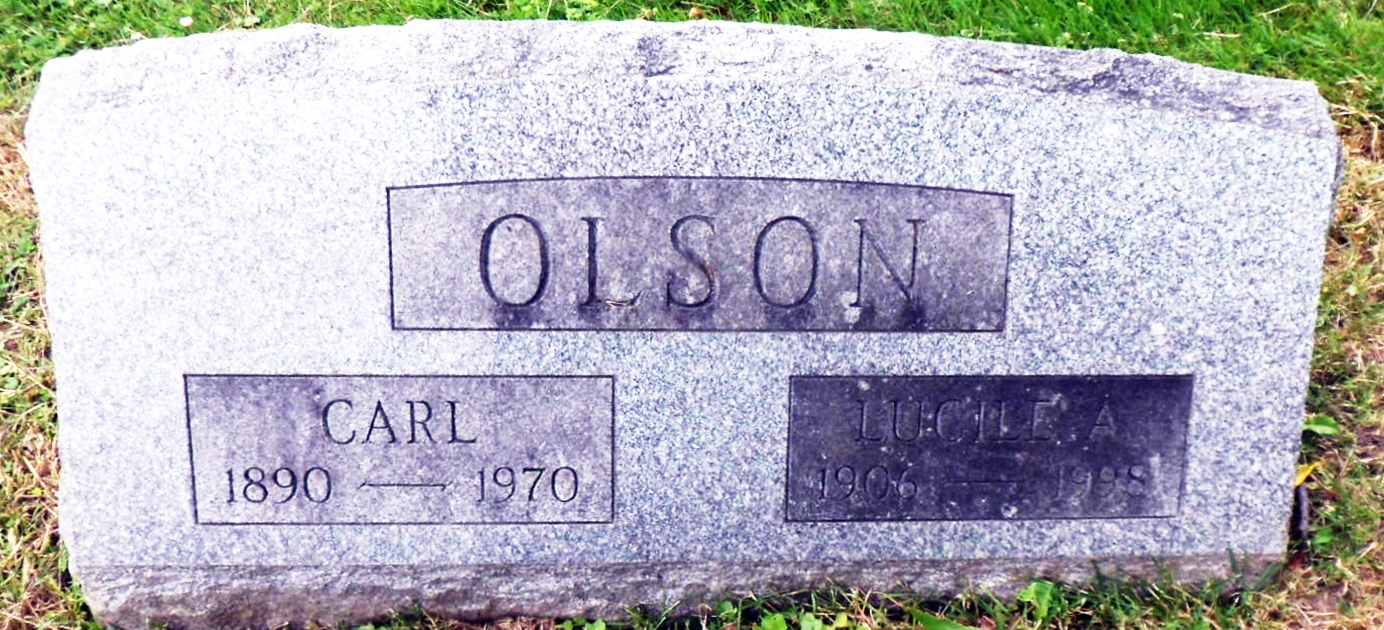 OLSON
CARL
1890 — 1970
LUCILE A
1906 — 1998